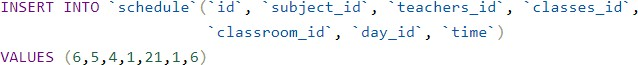 INSERT INTO `schedule`(`id`, `subject_id`, `teachers_id`, `classes_id`,
`classroom_id`, `day_id`, `time`)
VALUES (6,5,4,1,21,1,6)